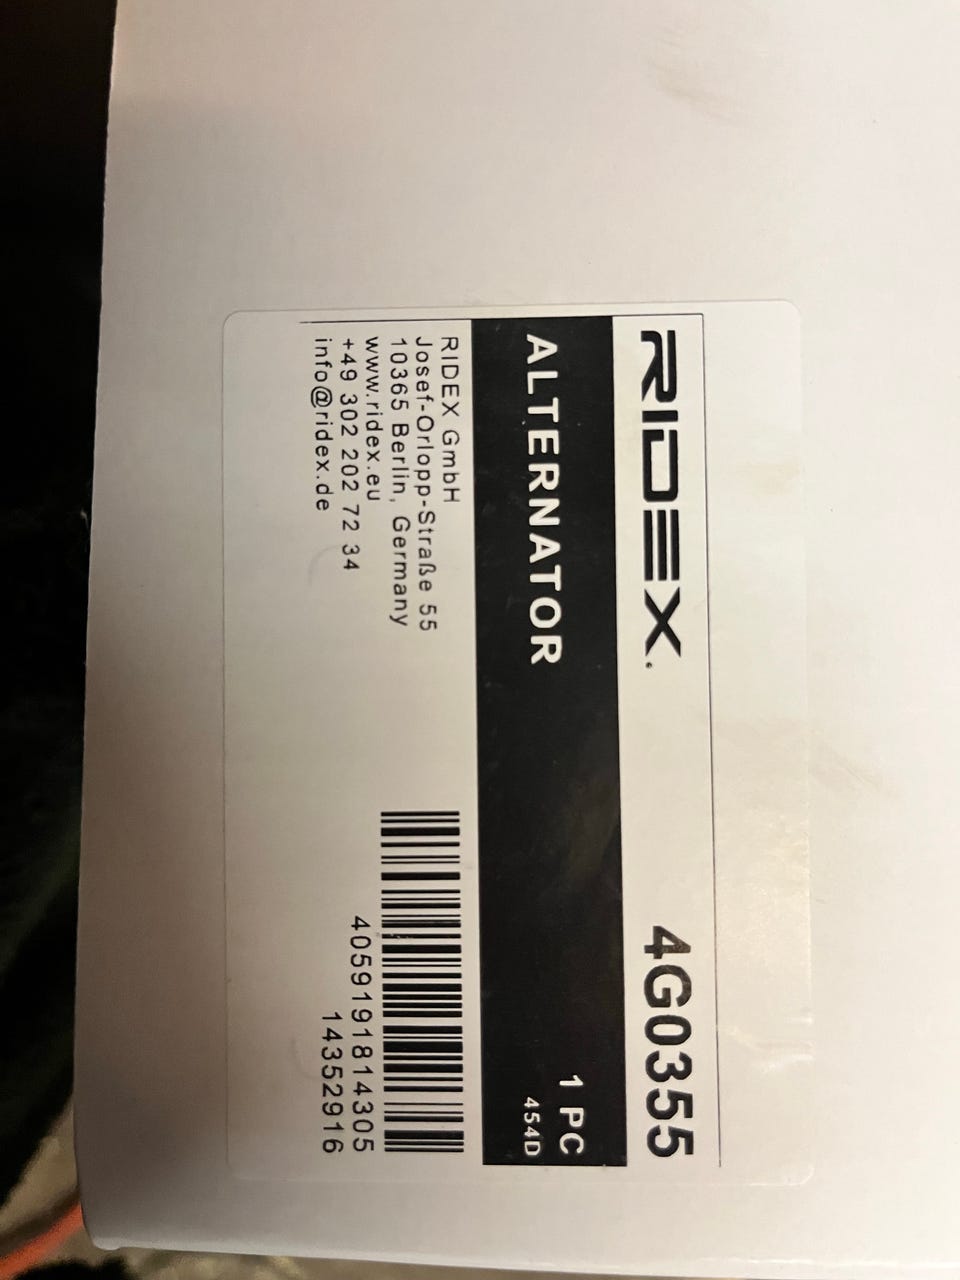 RIDEX. 4G0355
ALTERNATOR 1 PC
454D
RIDEX GmbH
Josef-Orlopp-Straße 55
10365 Berlin, Germany
www.ridex.eu
+49 302 202 72 34
info@ridex.de
4059191814305
14352916